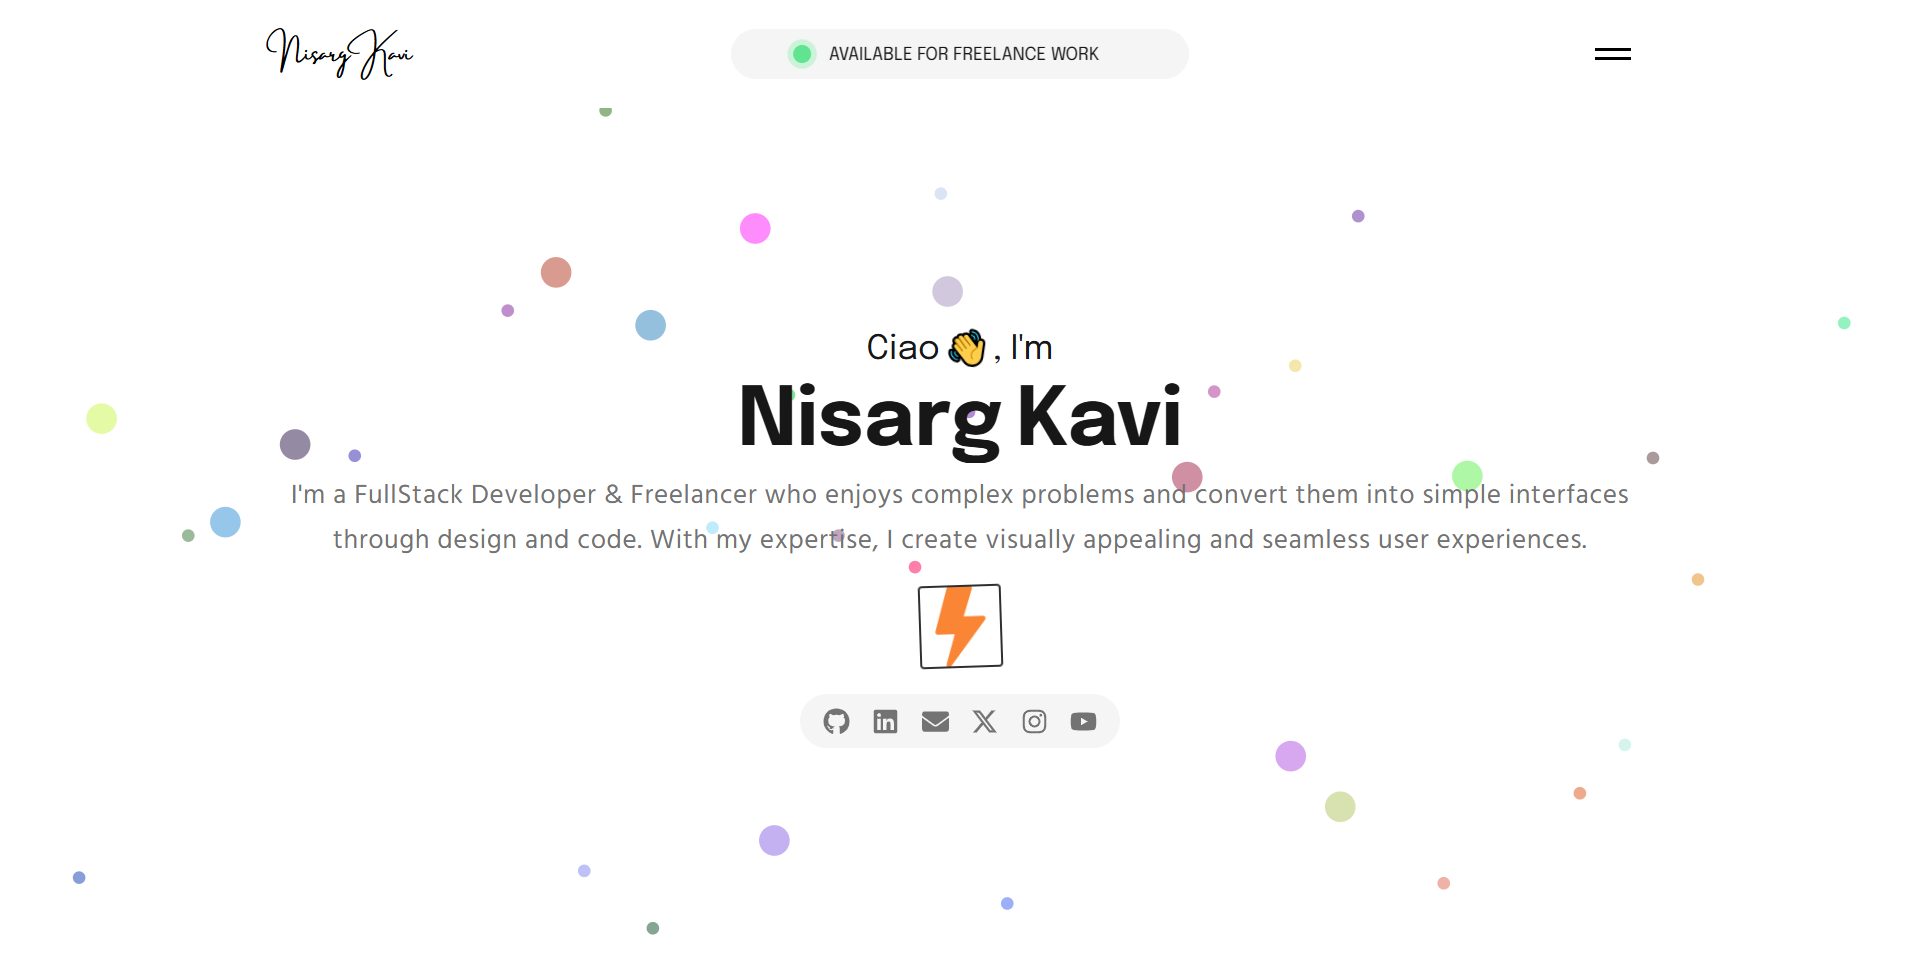 Nisarg Kavi
AVAILABLE FOR FREELANCE WORK
Ciao 👋 , I'm
Nisarg Kavi
I'm a FullStack Developer & Freelancer who enjoys complex problems and convert them into simple interfaces
through design and code. With my expertise, I create visually appealing and seamless user experiences.